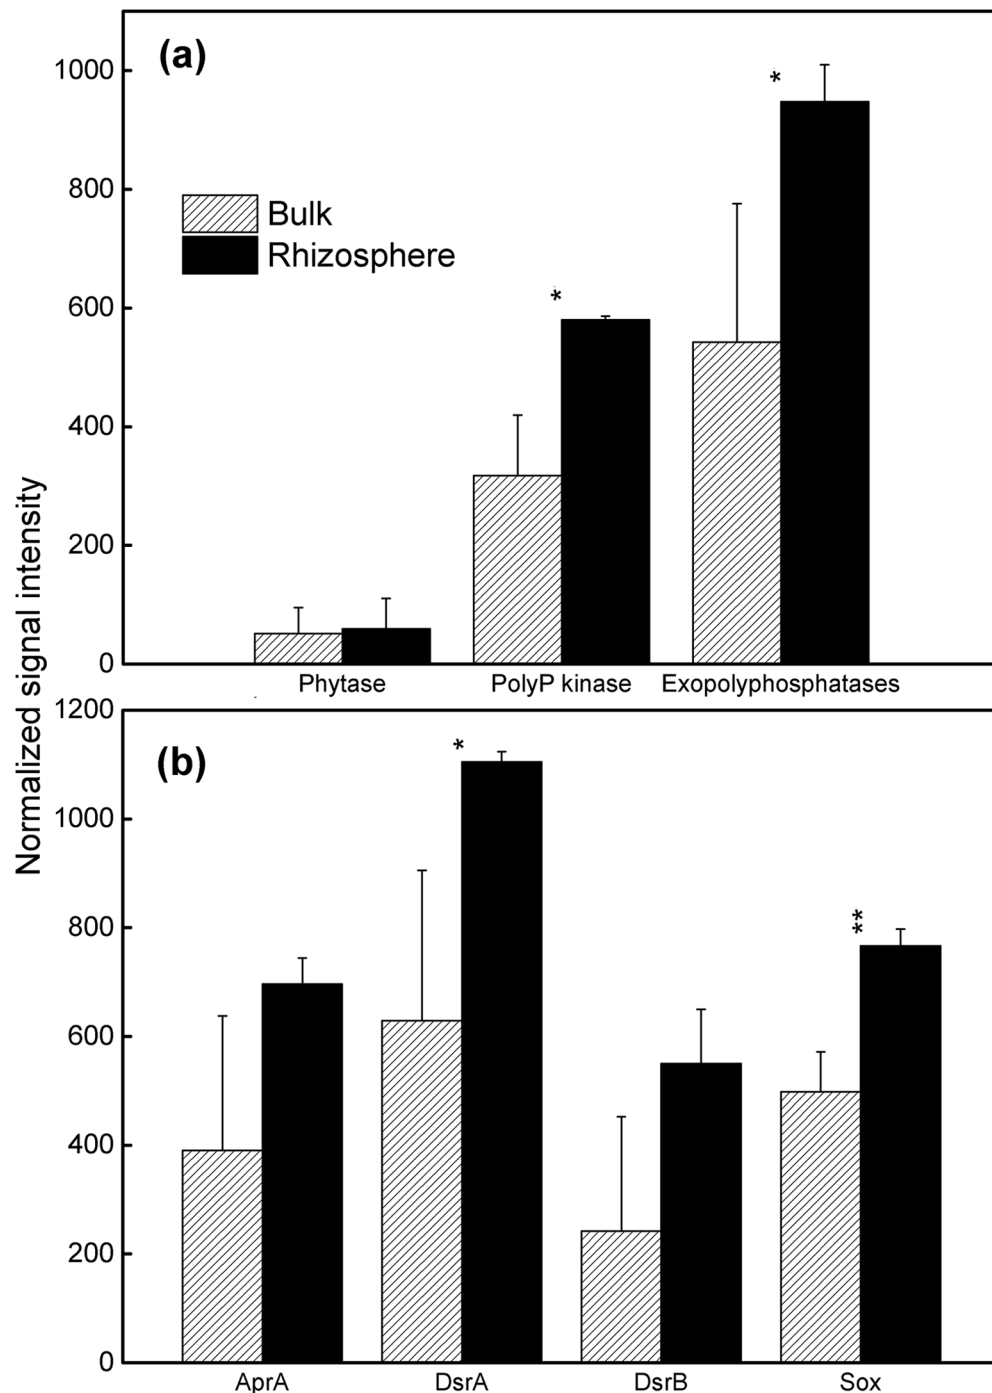 (a)
1000
800
600
400
200
0
Bulk
Rhizosphere
*
*
Phytase PolyP kinase Exopolyphosphatases
Normalized signal intensity
(b)
1200
1000
800
600
400
200
0
*
**
AprA DsrA DsrB Sox